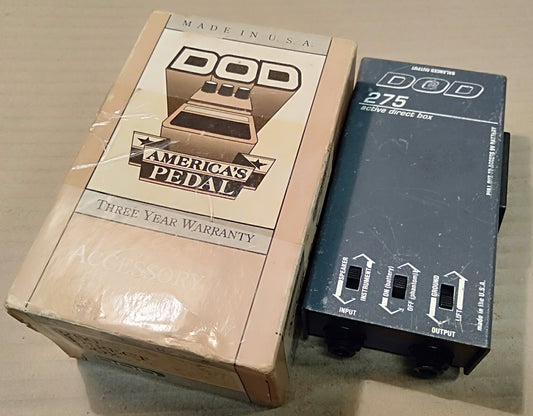 MADE IN U.S.A.
DOD
AMERICA'S
PEDAL
THREE YEAR WARRANTY
ACCESSORY
BALANCED OUTPUT
DOD
275
active direct box
SPEAKER
INSTRUMENT
INPUT
ON (battery)
OFF (phantom)
GROUND
LIFT
OUTPUT
made in the U.S.A.